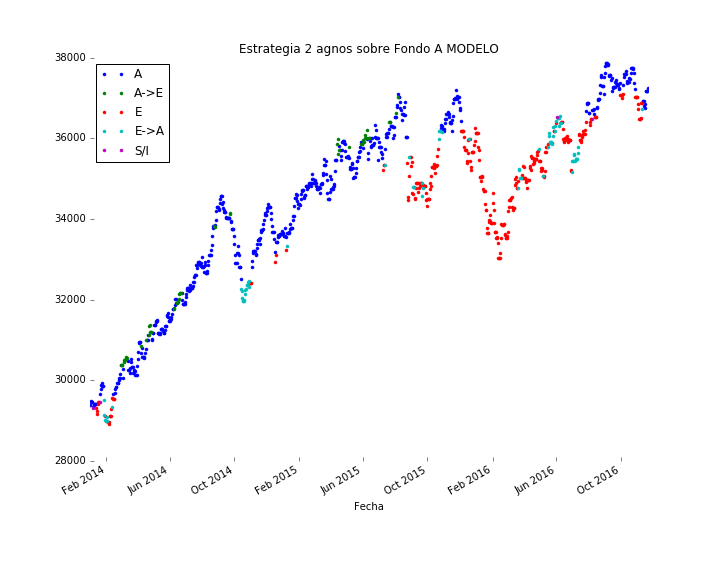 Estrategia 2 agnos sobre Fondo A MODELO
38000
36000
34000
32000
30000
28000
A
A->E
E
E->A
S/I
Feb 2014
Jun 2014
Oct 2014
Feb 2015
Jun 2015
Oct 2015
Feb 2016
Jun 2016
Oct 2016
Fecha